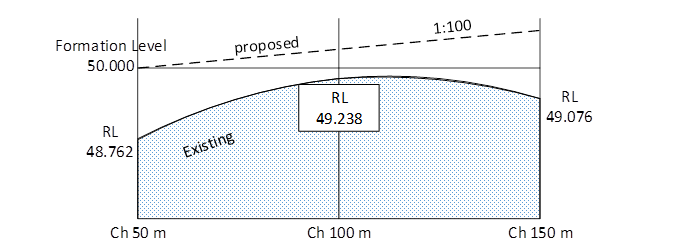 1:100
proposed
Formation Level
50.000
RL
49.238
RL
49.076
RL
48.762
Existing
Ch 50 m
Ch 100 m
Ch 150 m